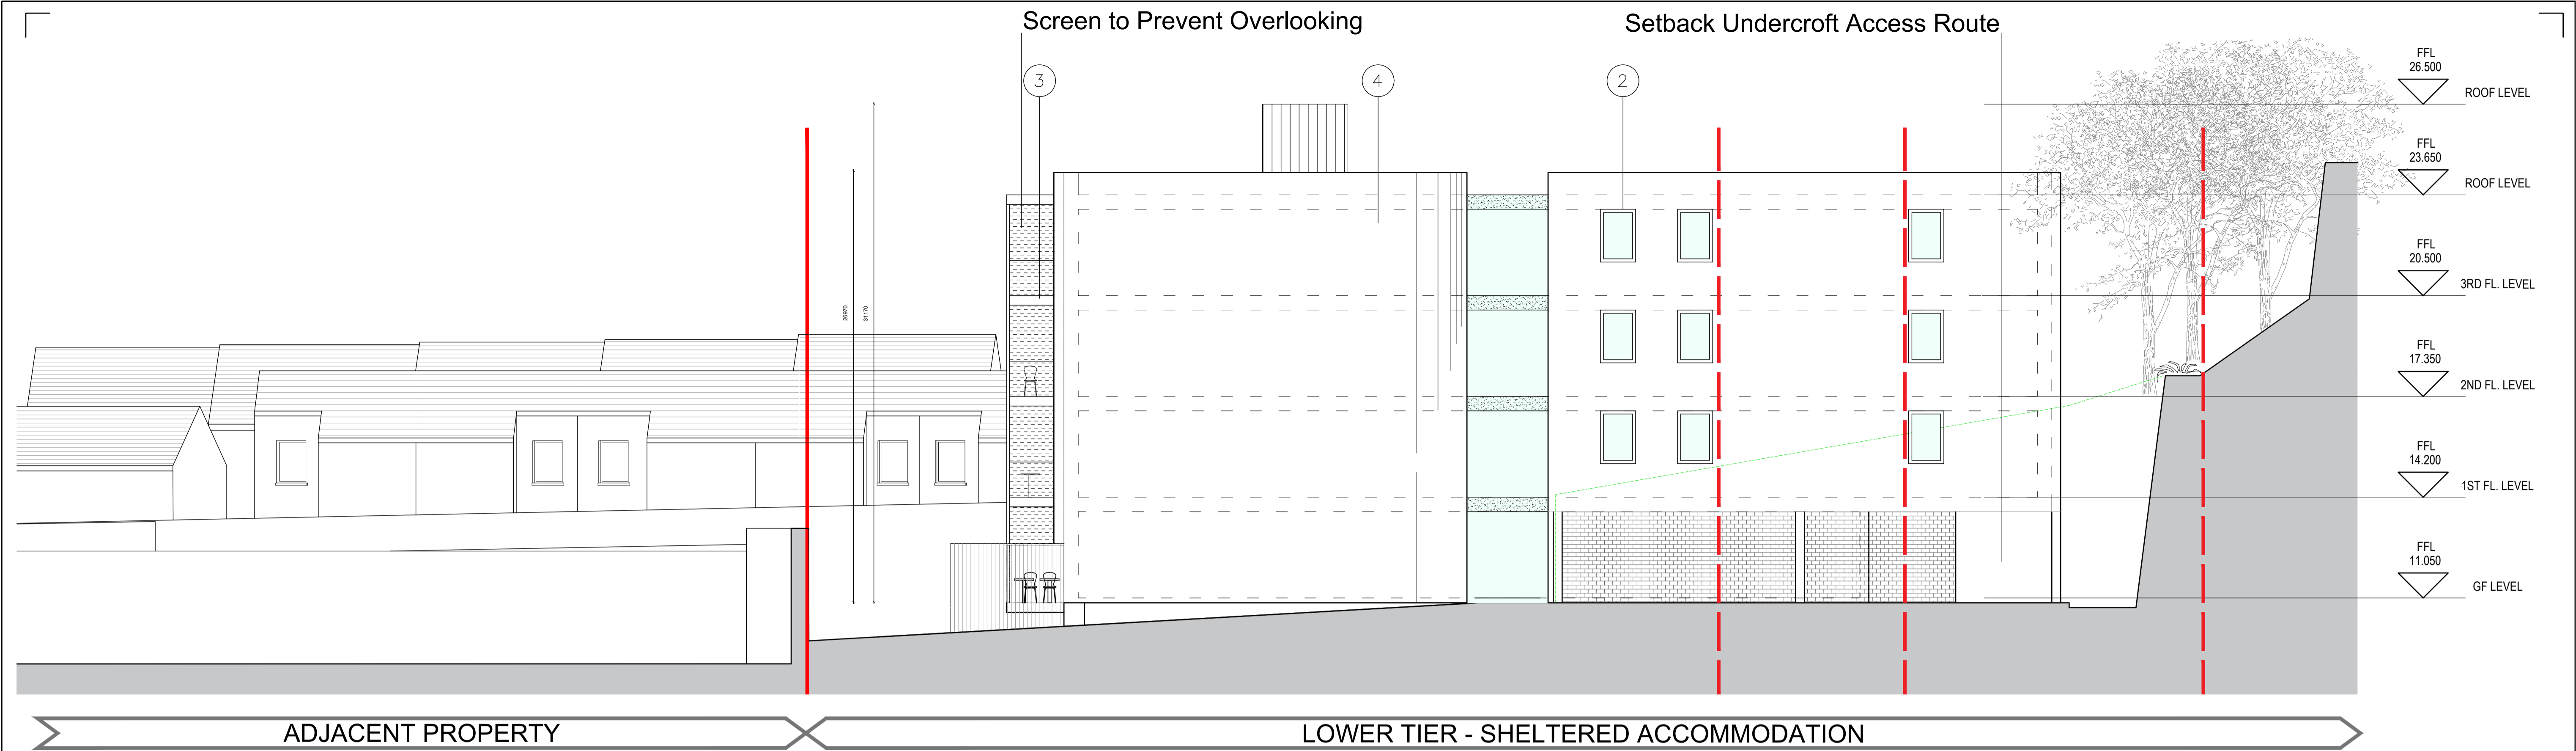 Screen to Prevent Overlooking
Setback Undercroft Access Route
3
4
2
26970
31170
FFL
26.500
ROOF LEVEL
FFL
23.650
ROOF LEVEL
FFL
20.500
3RD FL. LEVEL
FFL
17.350
2ND FL. LEVEL
FFL
14.200
1ST FL. LEVEL
FFL
11.050
GF LEVEL
ADJACENT PROPERTY
LOWER TIER - SHELTERED ACCOMMODATION